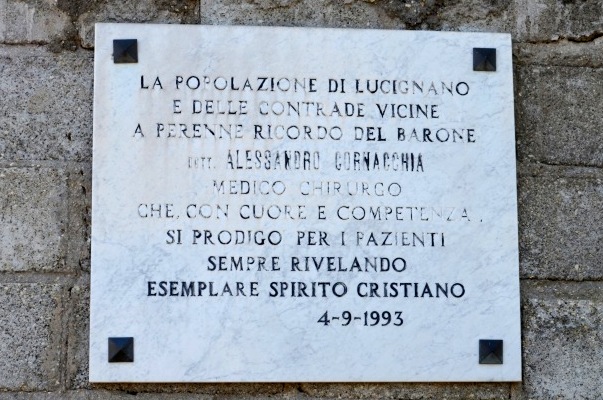 LA POPOLAZIONE DI LUCIGNANO
E DELLE CONTRADE VICINE
A PERENNE RICORDO DEL BARONE
DOTT. ALESSANDRO CORNACCHIA
MEDICO CHIRURGO
CHE, CON CUORE E COMPETENZA,
SI PRODIGO PER I PAZIENTI
SEMPRE RIVELANDO
ESEMPLARE SPIRITO CRISTIANO
4-9-1993